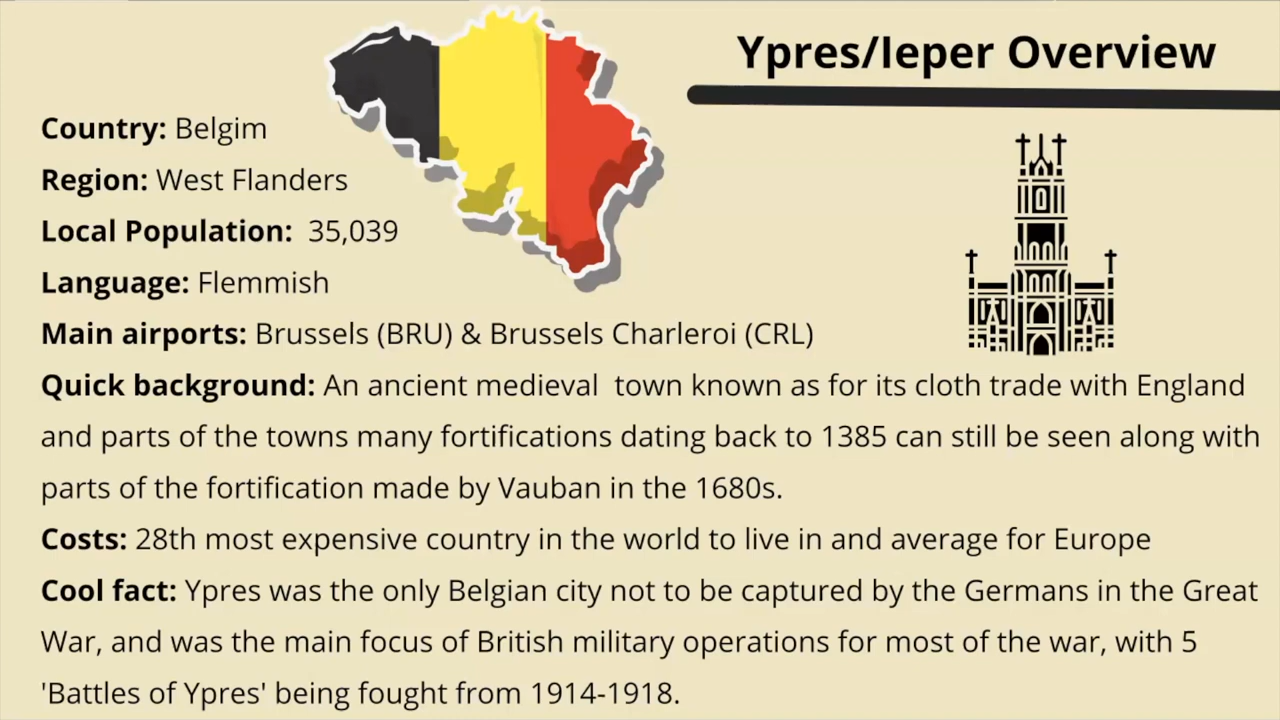 Ypres/Ieper Overview
Country: Belgim
Region: West Flanders
Local Population: 35,039
Language: Flemmish
Main airports: Brussels (BRU) & Brussels Charleroi (CRL)
Quick background: An ancient medieval town known as for its cloth trade with England
and parts of the towns many fortifications dating back to 1385 can still be seen along with
parts of the fortification made by Vauban in the 1680s.
Costs: 28th most expensive country in the world to live in and average for Europe
Cool fact: Ypres was the only Belgian city not to be captured by the Germans in the Great
War, and was the main focus of British military operations for most of the war, with 5
'Battles of Ypres' being fought from 1914-1918.